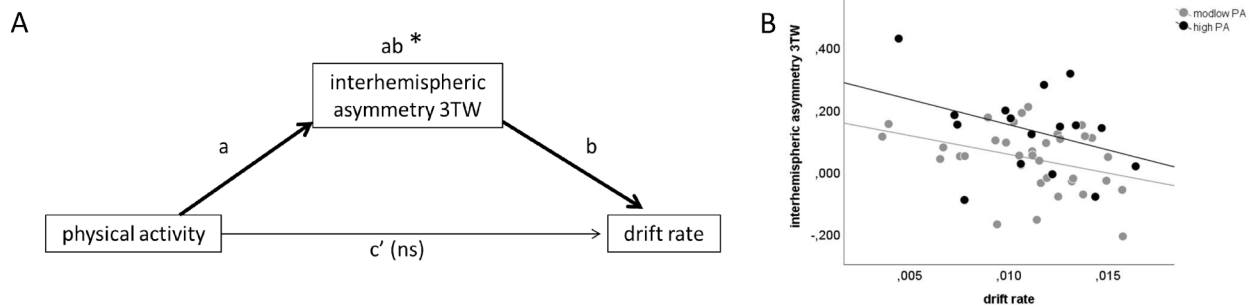 A
ab *
interhemispheric
asymmetry 3TW
a
b
physical activity
c’ (ns)
drift rate
B
modlow PA
high PA
interhemispheric asymmetry 3TW
,400
,200
,000
-,200
,005
,010
,015
drift rate